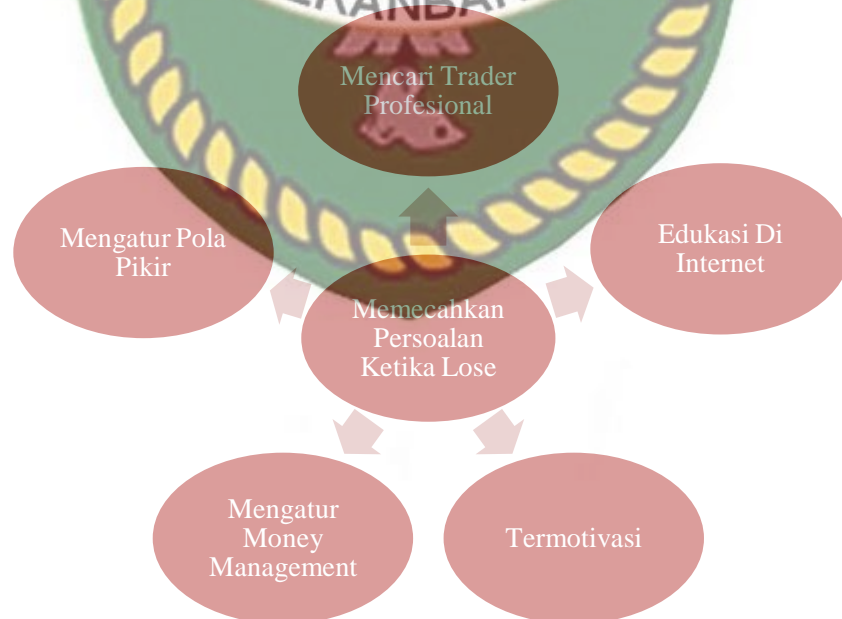 Mencari Trader
Profesional
Mengatur Pola
Pikir
Edukasi Di
Internet
Memecahkan
Persoalan
Ketika Lose
Mengatur
Money
Management
Termotivasi